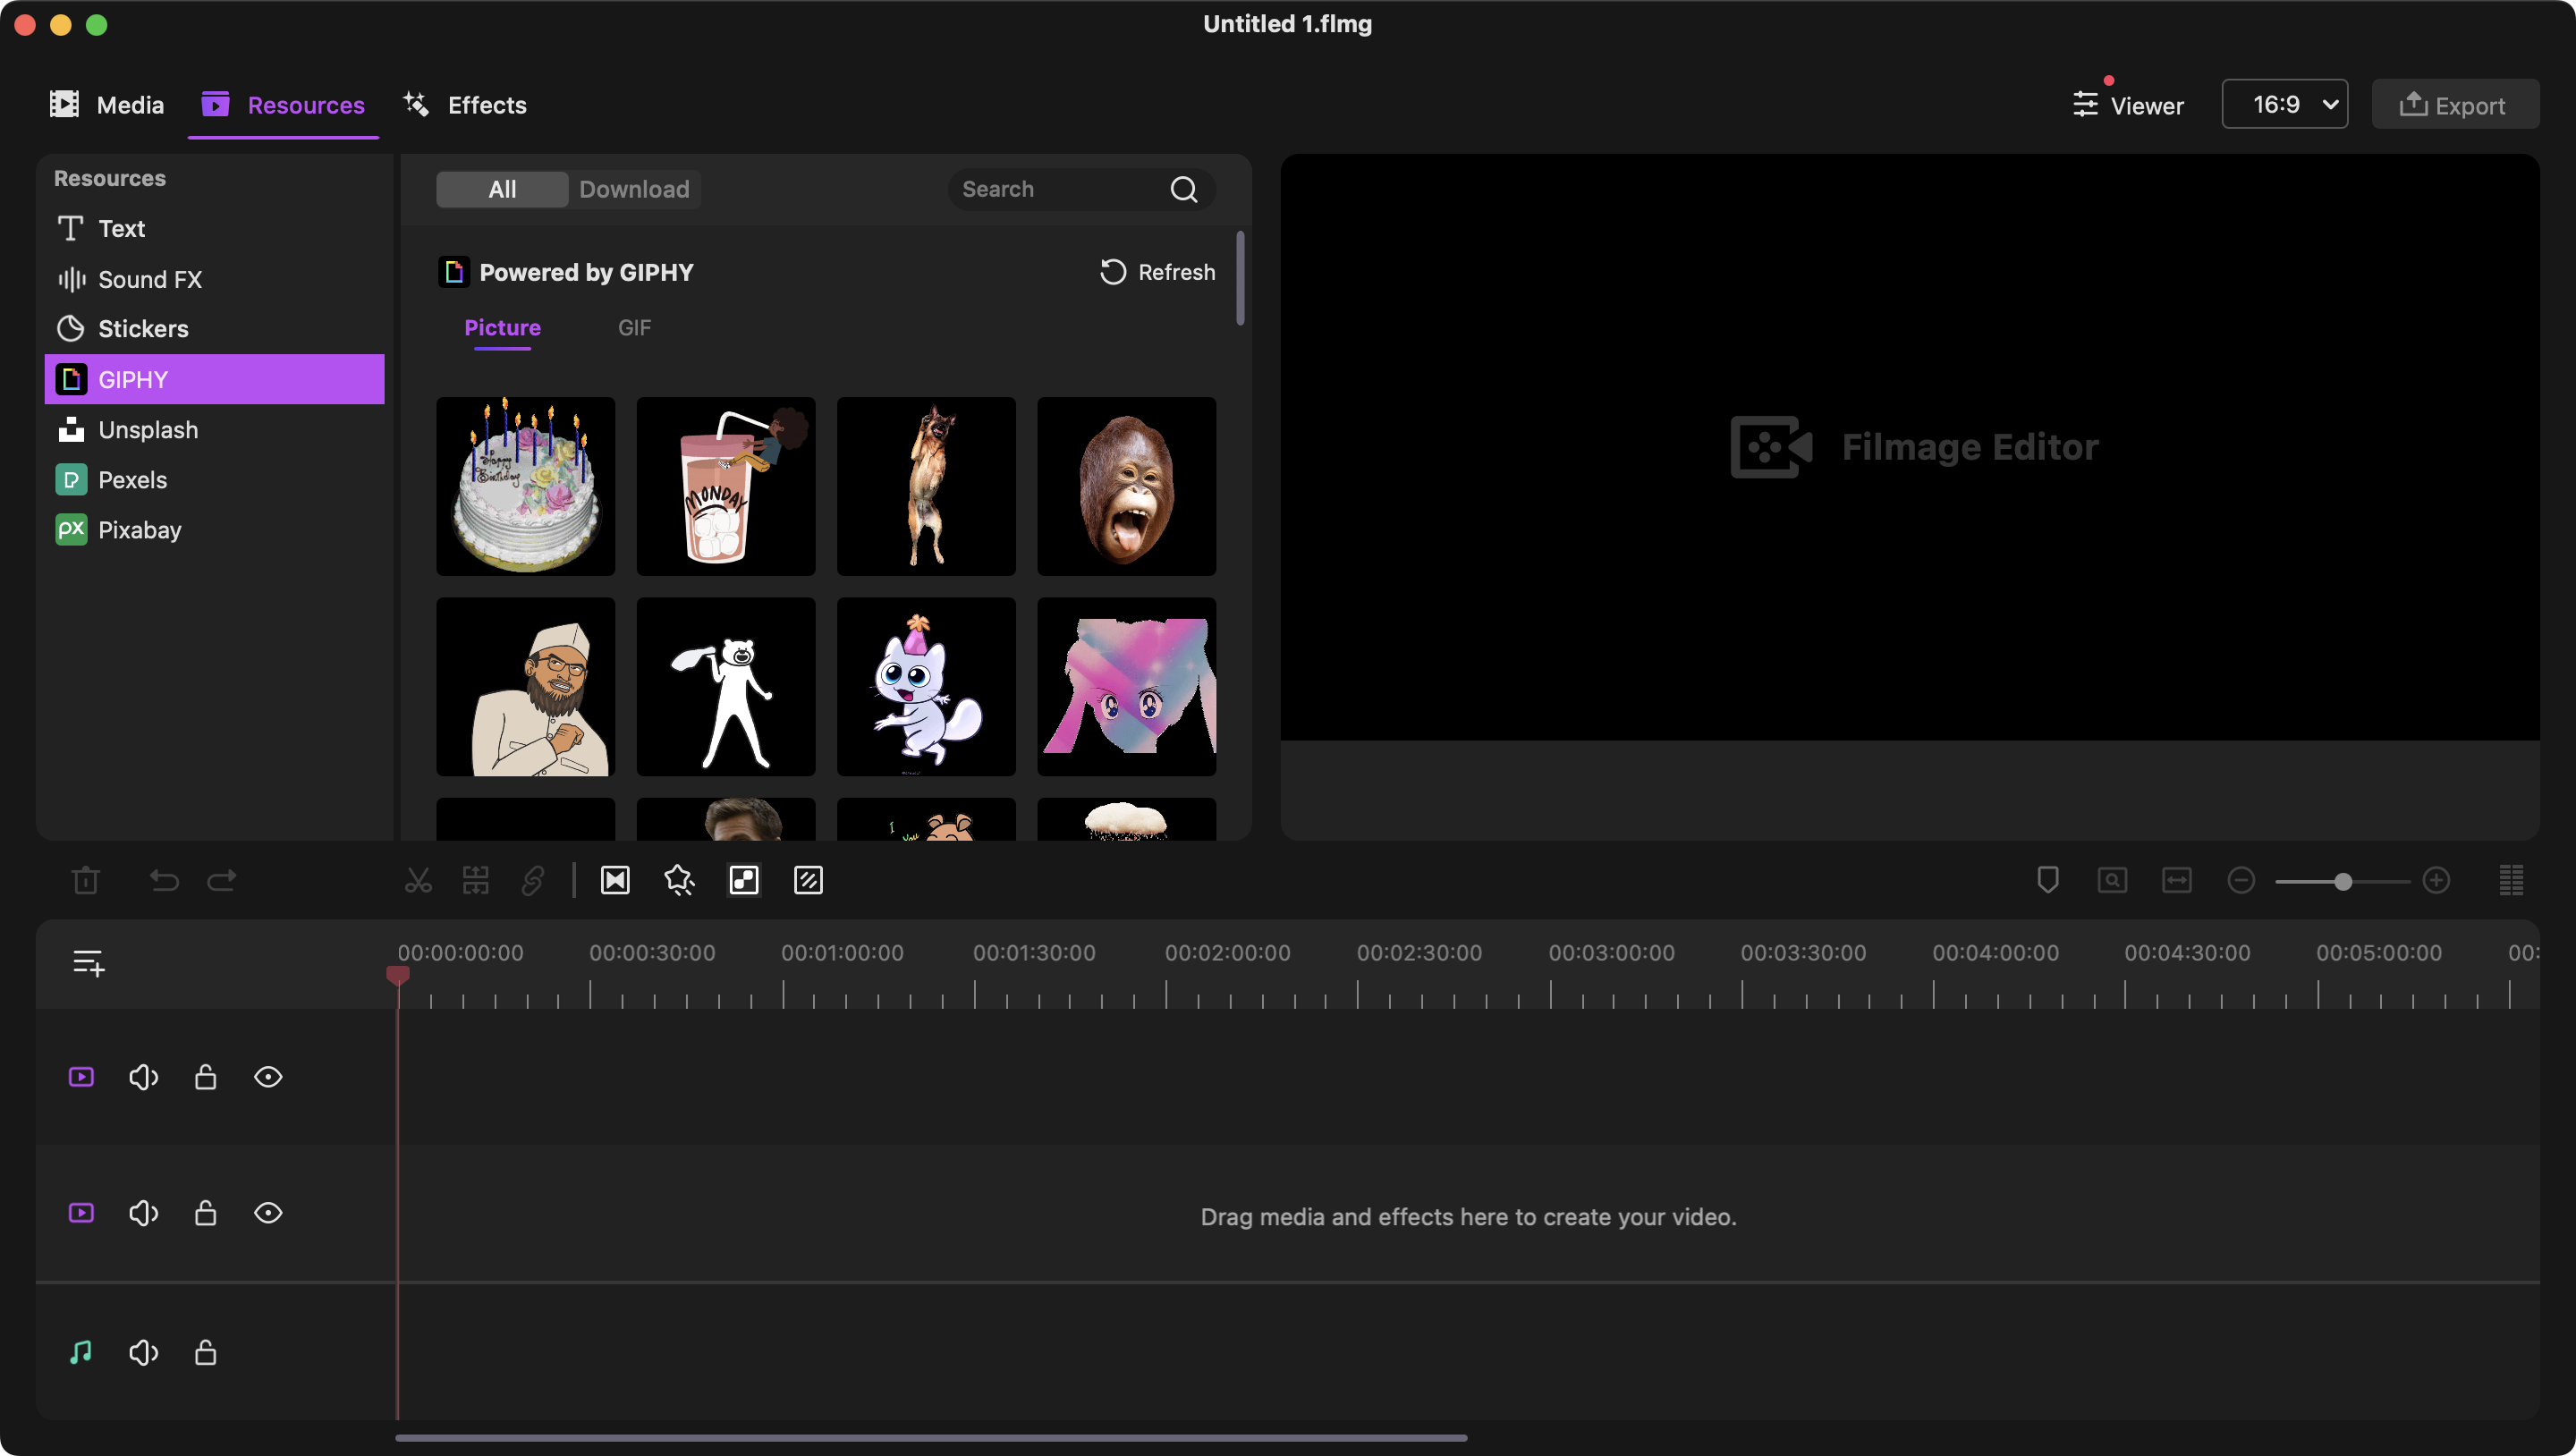 Untitled 1.flmg
Media
Resources
Effects
Viewer
16:9
Export
Resources
Text
Sound FX
Stickers
GIPHY
Unsplash
Pexels
Pixabay
All
Download
Search
Powered by GIPHY
Refresh
Picture
GIF
Happy
Birthday
MONDAY
I
you
Filmage Editor
00:00:00:00
00:00:30:00
00:01:00:00
00:01:30:00
00:02:00:00
00:02:30:00
00:03:00:00
00:03:30:00
00:04:00:00
00:04:30:00
00:05:00:00
00:
Drag media and effects here to create your video.